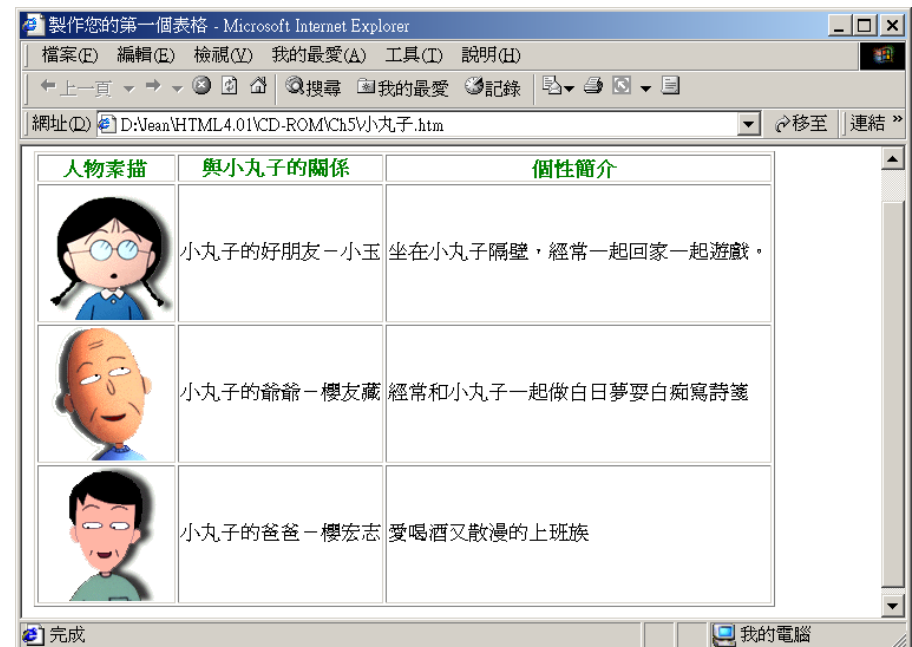 製作您的第一個表格 - Microsoft Internet Explorer
檔案(F) 編輯(E) 檢視(V) 我的最愛(A) 工具(T) 說明(H)
上一頁 搜尋 我的最愛 記錄
網址(D) D:\Jean\HTML4.01\CD-ROM\Ch5\小丸子.htm 移至 連結 »
人物素描 與小丸子的關係 個性簡介
小丸子的好朋友－小玉 坐在小丸子隔壁，經常一起回家一起遊戲。
小丸子的爺爺－櫻友藏 經常和小丸子一起做白日夢耍白痴寫詩箋
小丸子的爸爸－櫻宏志 愛喝酒又散漫的上班族
完成 我的電腦